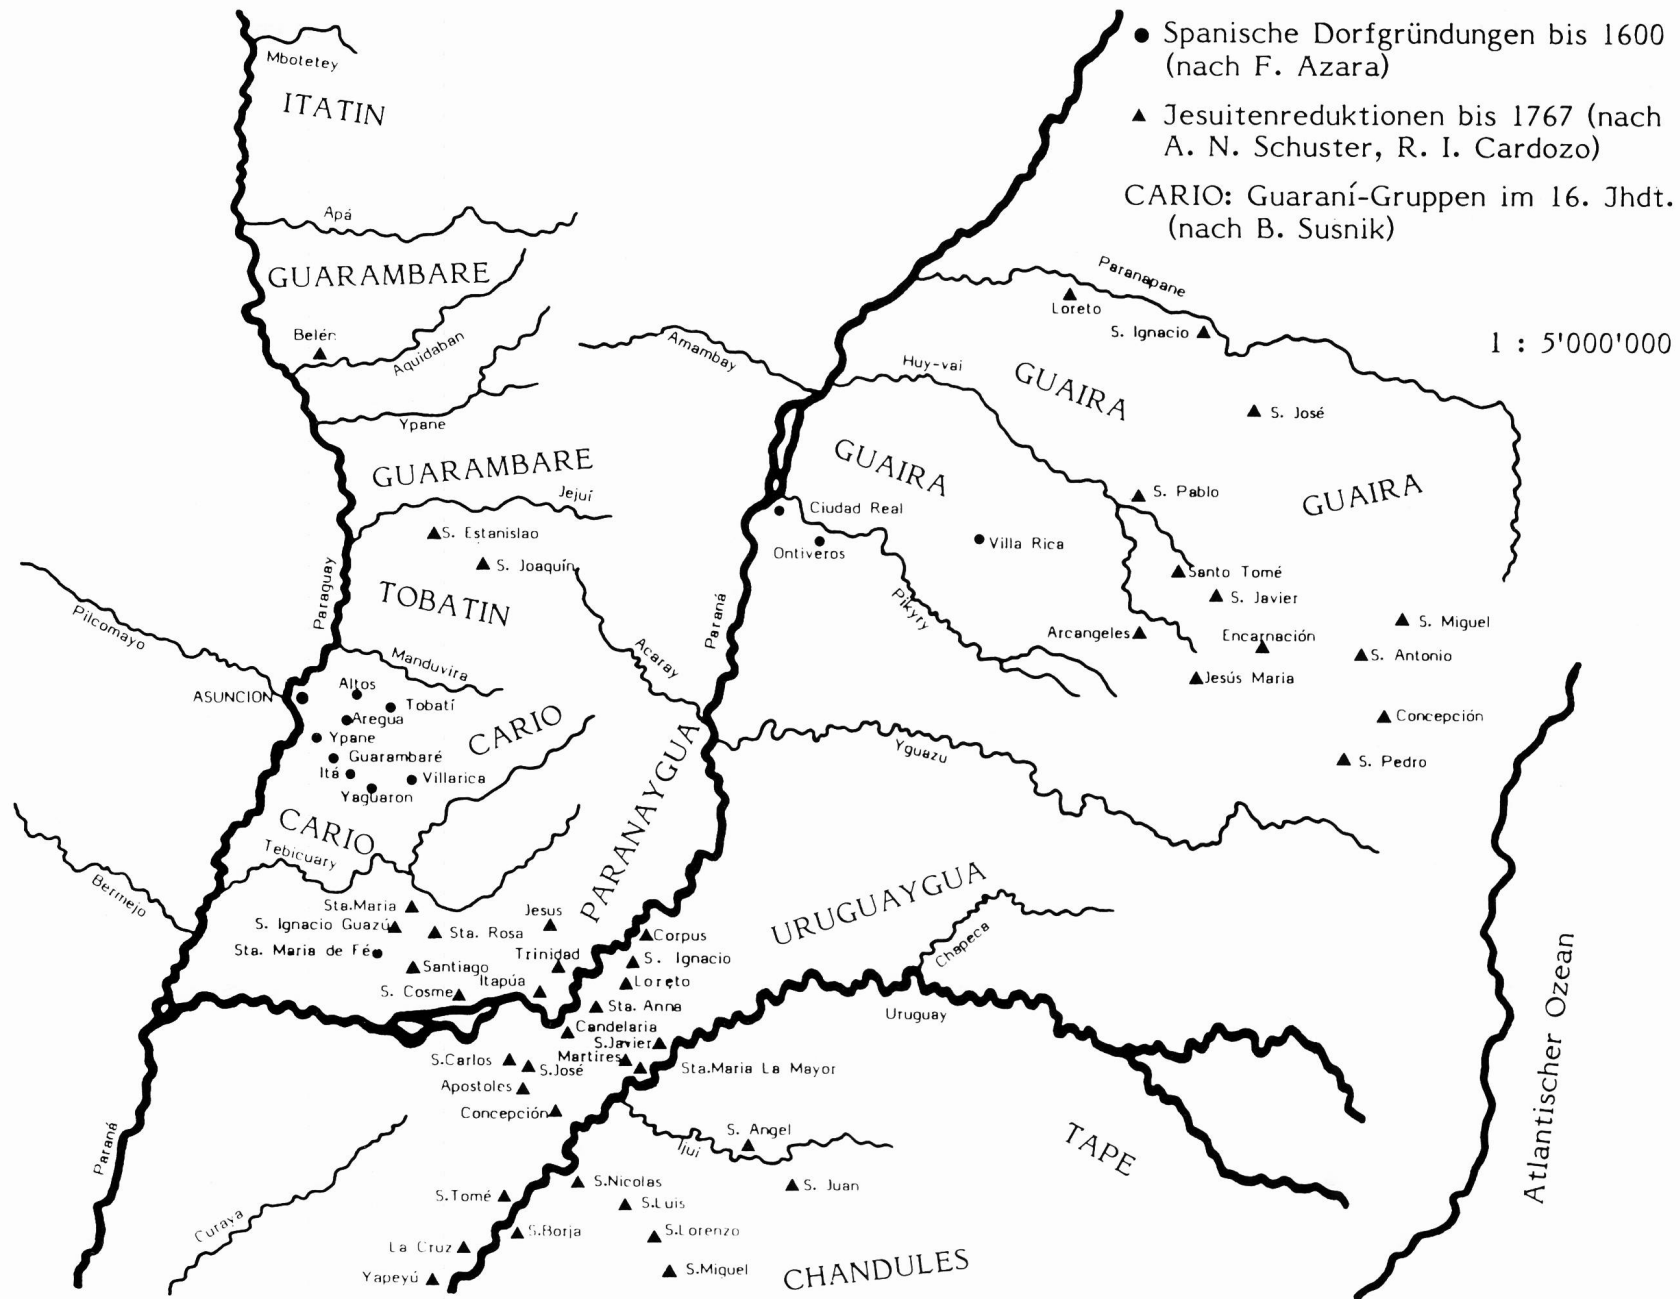 ● Spanische Dorfgründungen bis 1600
(nach F. Azara)
▲ Jesuitenreduktionen bis 1767 (nach
A. N. Schuster, R. I. Cardozo)
CARIO: Guaraní-Gruppen im 16. Jhdt.
(nach B. Susnik)
1 : 5'000'000
Mbotetey
ITATIN
Apá
GUARAMBARE
Belén
Aquidaban
Ypane
GUARAMBARE
Jejuí
S. Estanislao
S. Joaquín
TOBATIN
Paraguay
Pilcomayo
Manduvira
ASUNCION
Altos
Tobatí
Aregua
Ypane
Guarambaré
Itá
Villarica
Yaguaron
CARIO
CARIO
Tebicuary
Bermejo
Amambay
Acaray
Paraná
PARANAYGUA
Paranapane
Loreto
S. Ignacio
Huy-vai
GUAIRA
S. José
GUAIRA
GUAIRA
S. Pablo
Ciudad Real
Ontiveros
Villa Rica
Pikyry
Santo Tomé
S. Javier
S. Miguel
Arcangeles
Encarnación
S. Antonio
Jesús Maria
Concepción
S. Pedro
Yguazu
URUGUAYGUA
Chapeca
Uruguay
Sta.Maria
S. Ignacio Guazú
Sta. Rosa
Jesus
Sta. Maria de Fé
Trinidad
Santiago
Itapúa
S. Cosme
Corpus
S. Ignacio
Loreto
Sta. Anna
Candelaria
S.Javier
Martires
S.Carlos
S.José
Sta.Maria La Mayor
Apostoles
Concepción
Paraná
Ijui
S. Angel
TAPE
S.Nicolas
S. Juan
S.Tomé
S.Luis
Curaya
S.Borja
S.Lorenzo
La Cruz
Yapeyú
S.Miguel
CHANDULES
Atlantischer Ozean